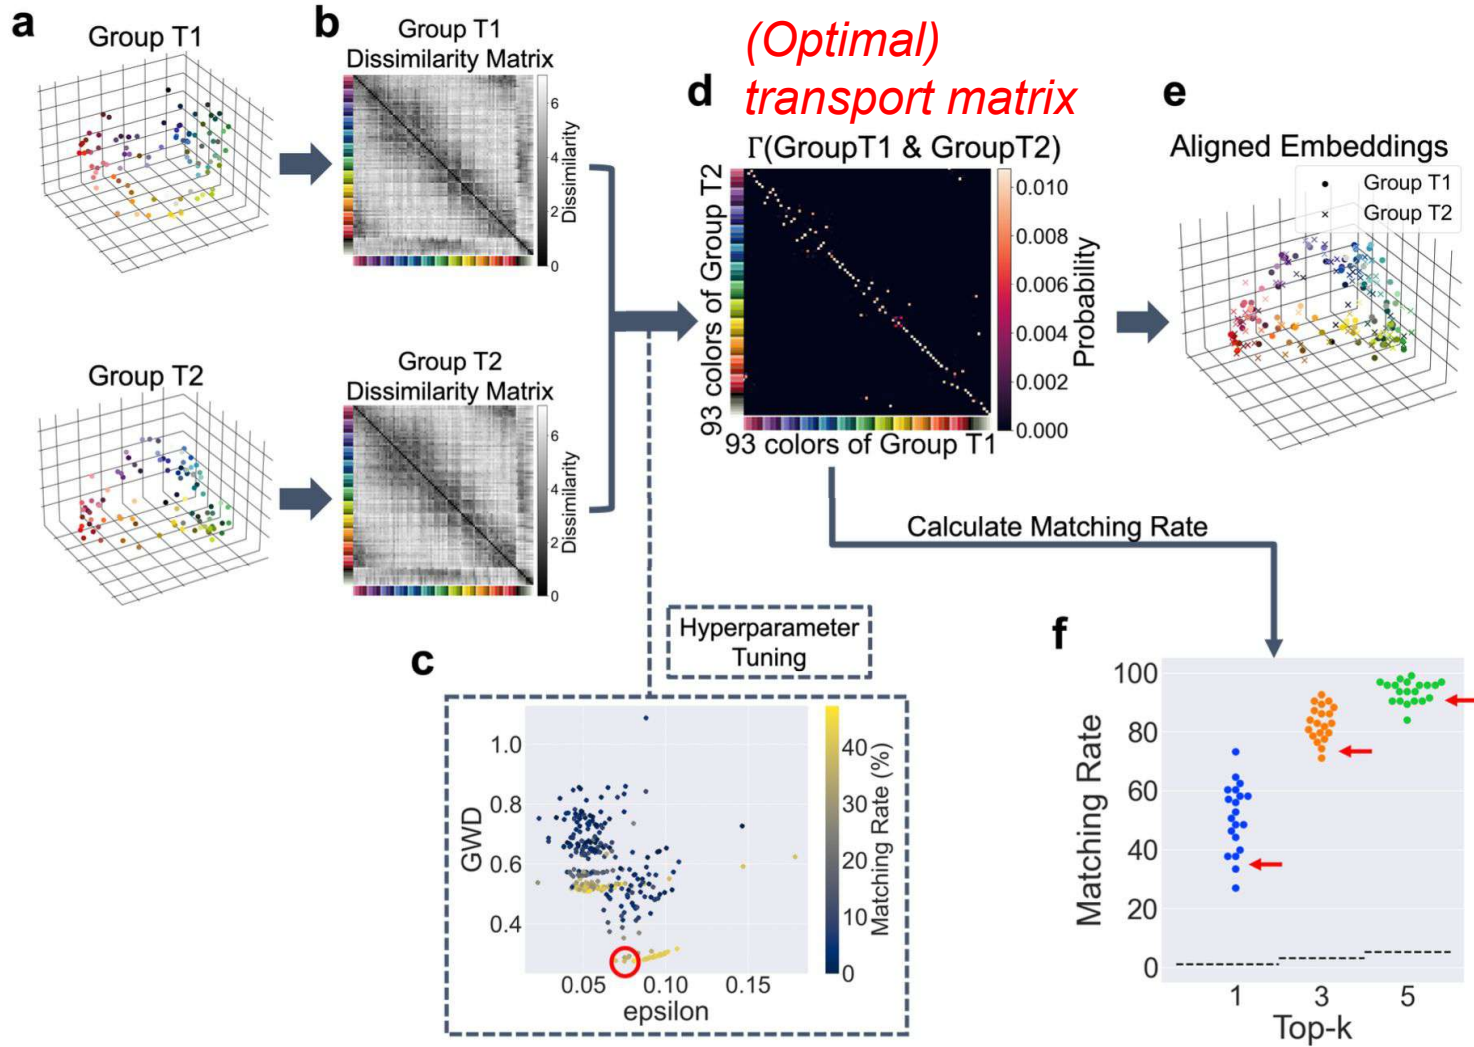 a
Group T1
b
Group T1
Dissimilarity Matrix
6
4
2
0
Dissimilarity
(Optimal)
transport matrix
d
Γ(GroupT1 & GroupT2)
93 colors of Group T2
93 colors of Group T1
0.010
0.008
0.006
0.004
0.002
0.000
Probability
e
Aligned Embeddings
Group T1
Group T2
Group T2
Group T2
Dissimilarity Matrix
6
4
2
0
Dissimilarity
Calculate Matching Rate
Hyperparameter
Tuning
c
GWD
1.0
0.8
0.6
0.4
0.05 0.10 0.15
epsilon
40
30
20
10
0
Matching Rate (%)
f
Matching Rate
100
80
60
40
20
0
1 3 5
Top-k